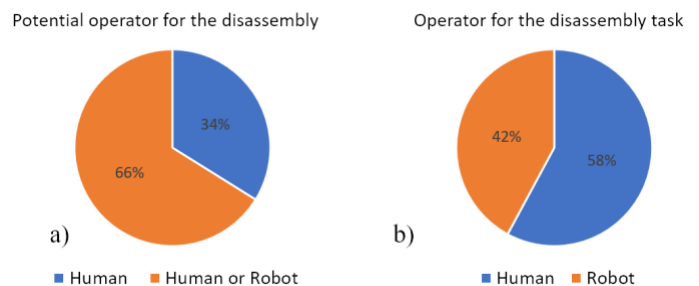 Potential operator for the disassembly
34%
66%
a)
Human Human or Robot
Operator for the disassembly task
42%
58%
b)
Human Robot